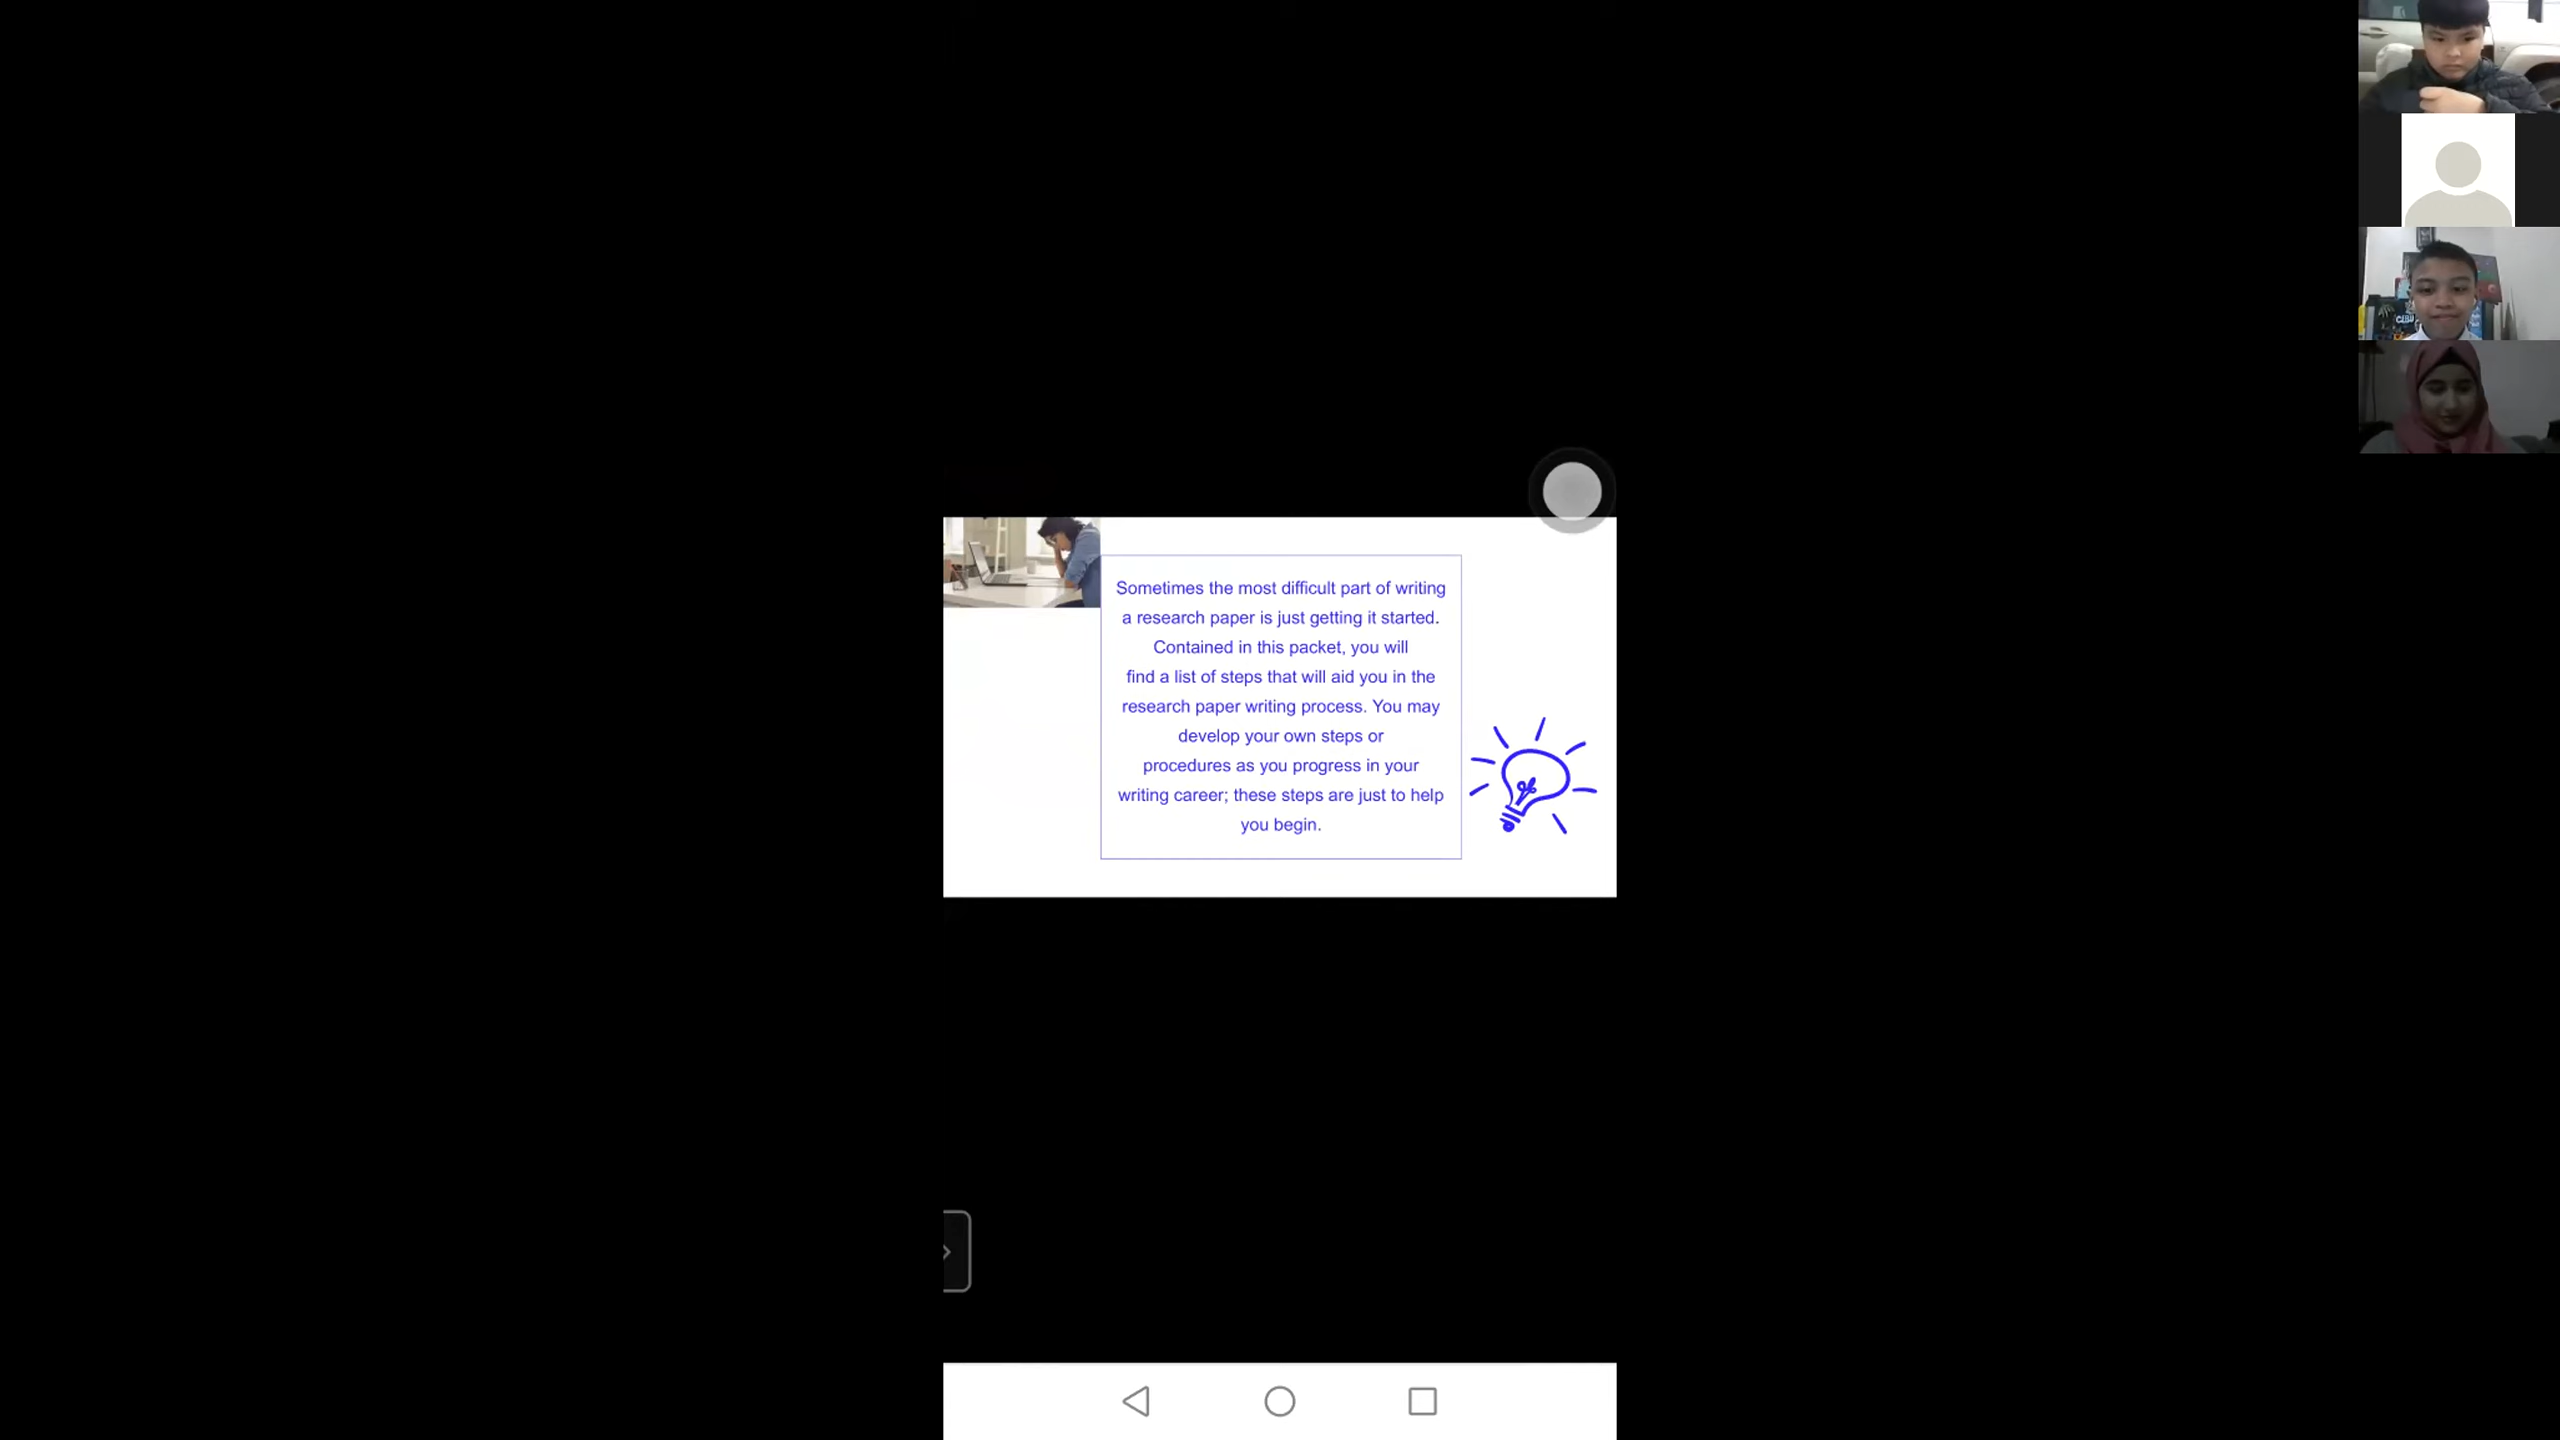 Sometimes the most difficult part of writing
a research paper is just getting it started.
Contained in this packet, you will
find a list of steps that will aid you in the
research paper writing process. You may
develop your own steps or
procedures as you progress in your
writing career; these steps are just to help
you begin.